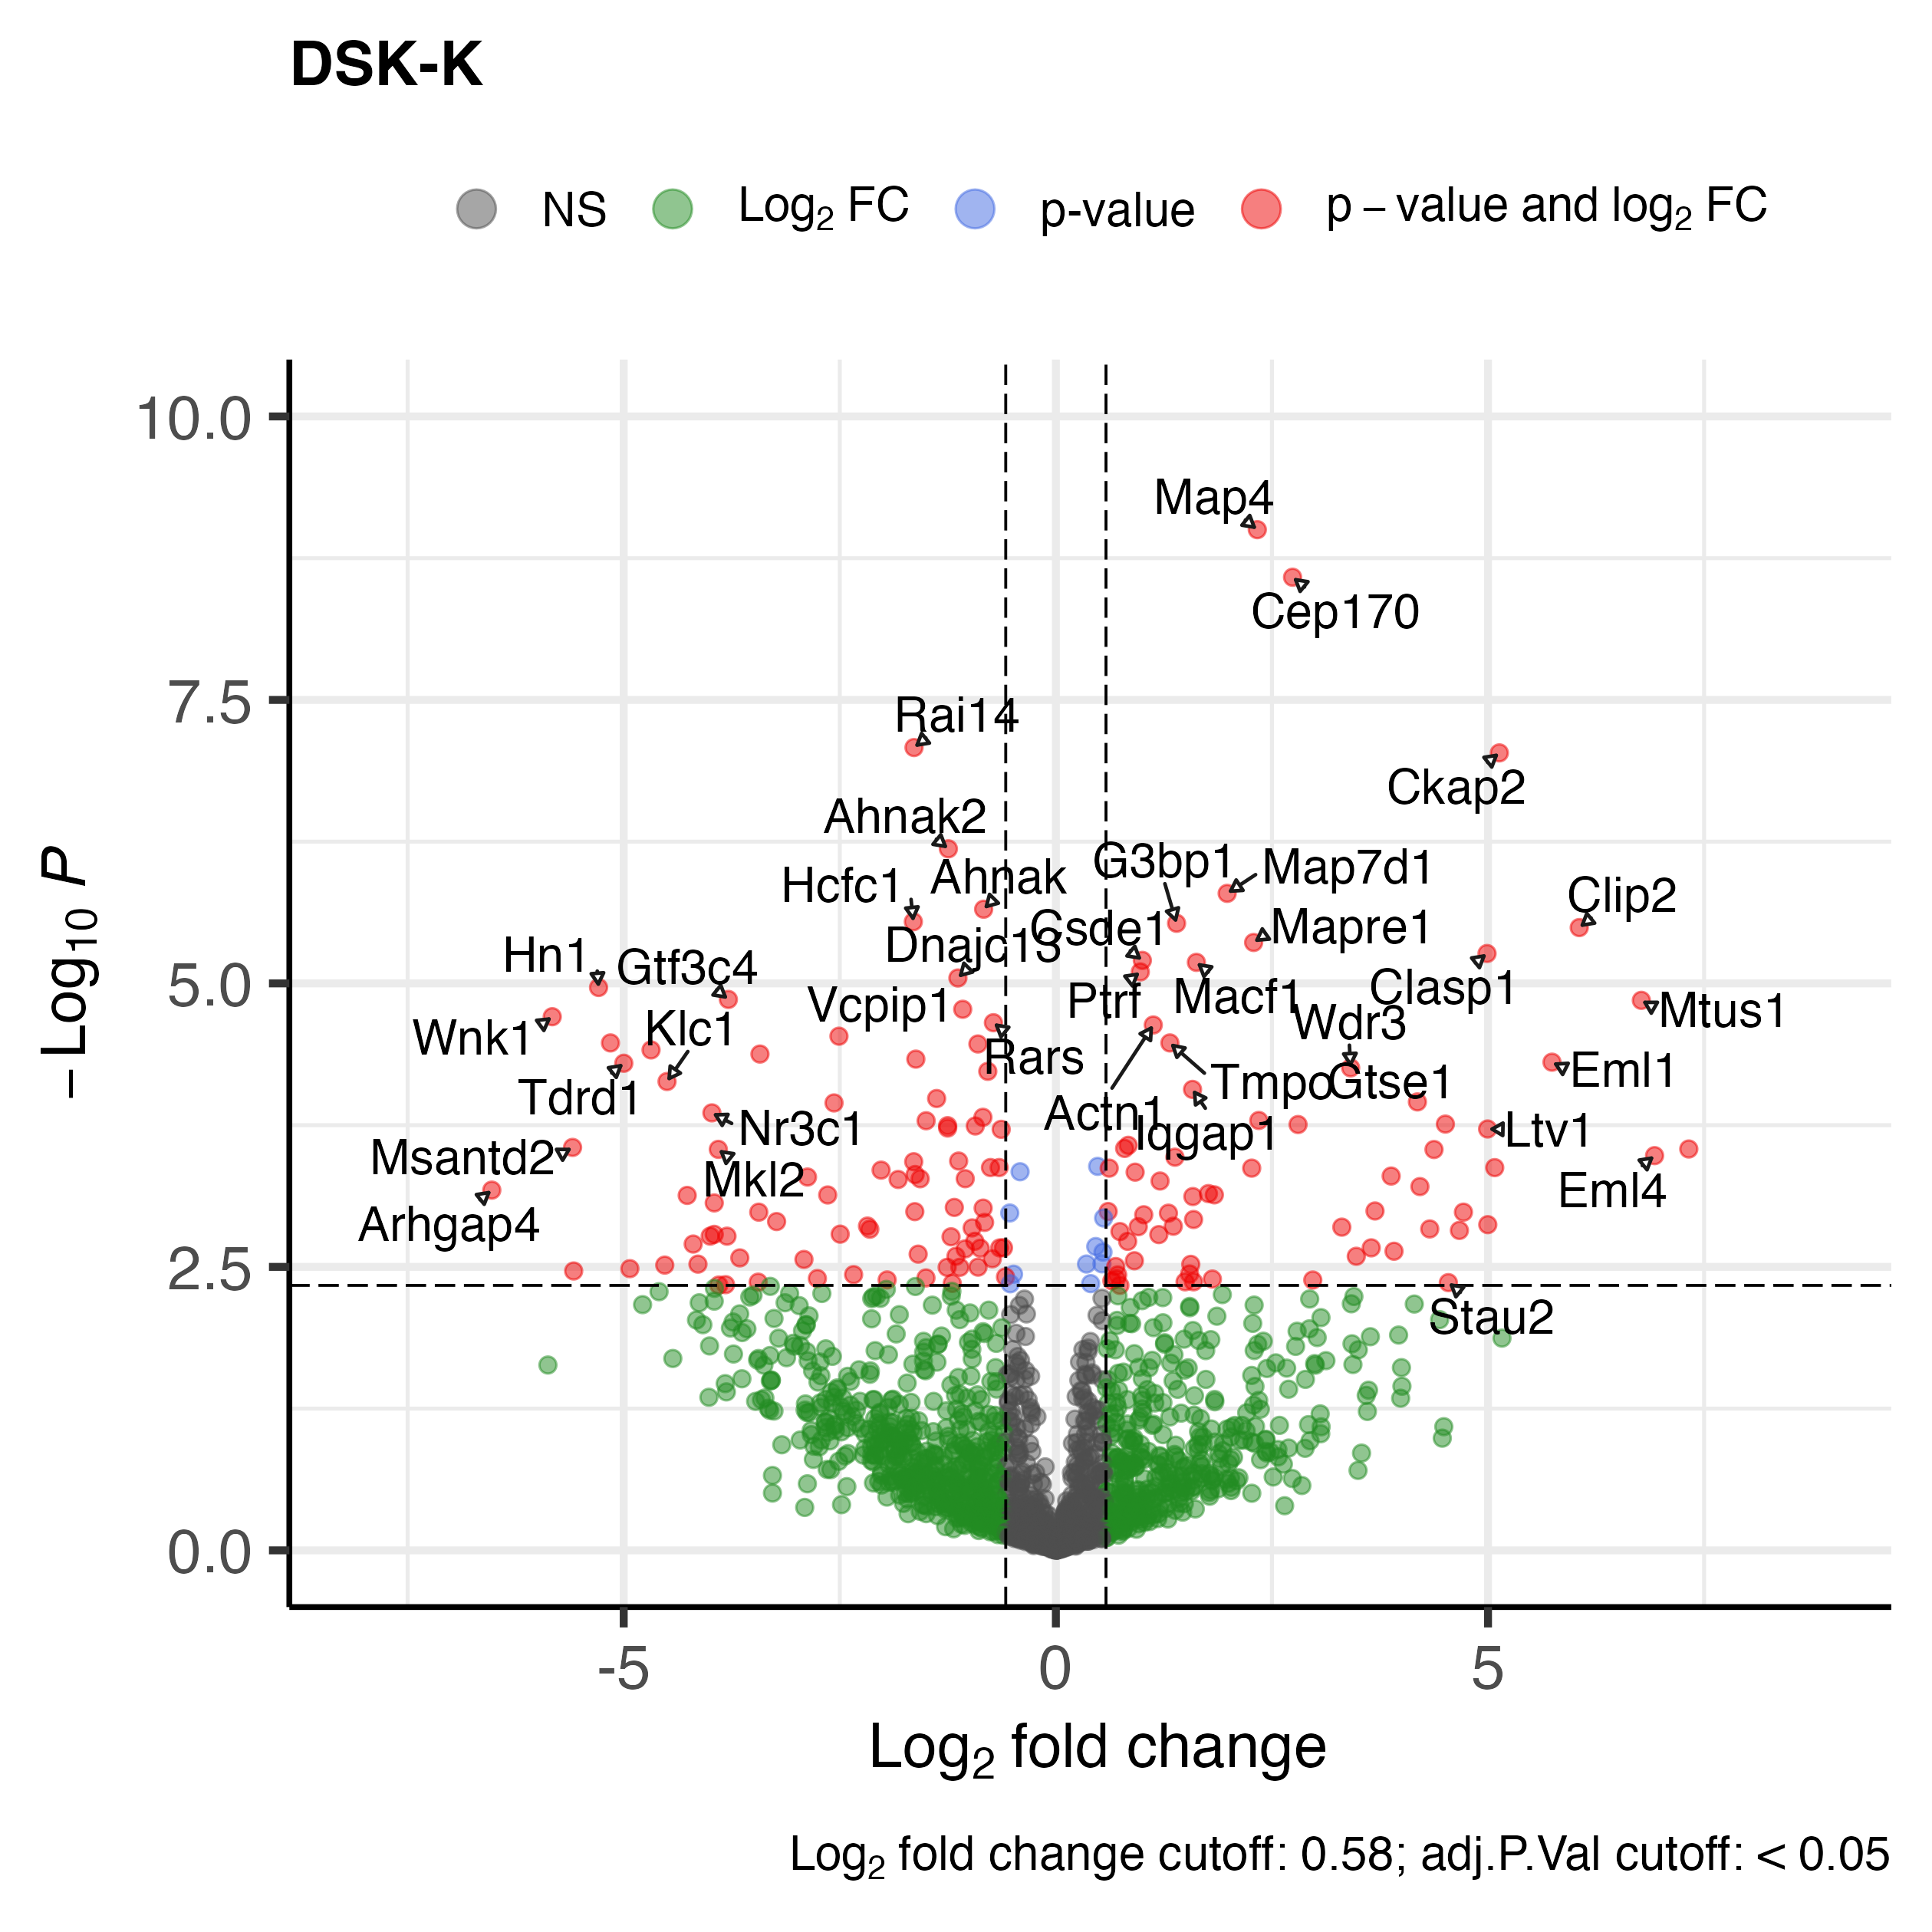 DSK-K
NS
Log₂ FC
p-value
p − value and log₂ FC
−Log₁₀ P
10.0
7.5
5.0
2.5
0.0
Map4
Cep170
Rai14
Ckap2
Ahnak2
G3bp1
Map7d1
Hcfc1
Ahnak
Clip2
Csde1
Mapre1
Dnajc13
Hn1
Gtf3c4
Clasp1
Vcpip1
Ptrf
Macf1
Mtus1
Wnk1
Klc1
Wdr3
Rars
Eml1
Tdrd1
Tmpo
Gtse1
Actn1
Nr3c1
Iqgap1
Ltv1
Msantd2
Mkl2
Eml4
Arhgap4
Stau2
-5
0
5
Log₂ fold change
Log₂ fold change cutoff: 0.58; adj.P.Val cutoff: < 0.05